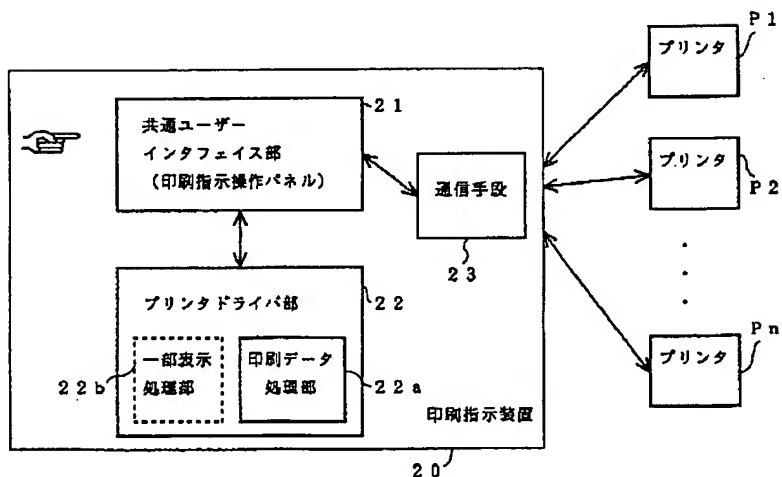 P1
プリンタ
21
共通ユーザー
インタフェイス部
(印刷指示操作パネル)
通信手段
23
プリンタ
P2
22
プリンタドライバ部
一部表示
処理部
22b
印刷データ
処理部
22a
Pn
プリンタ
印刷指示装置
20